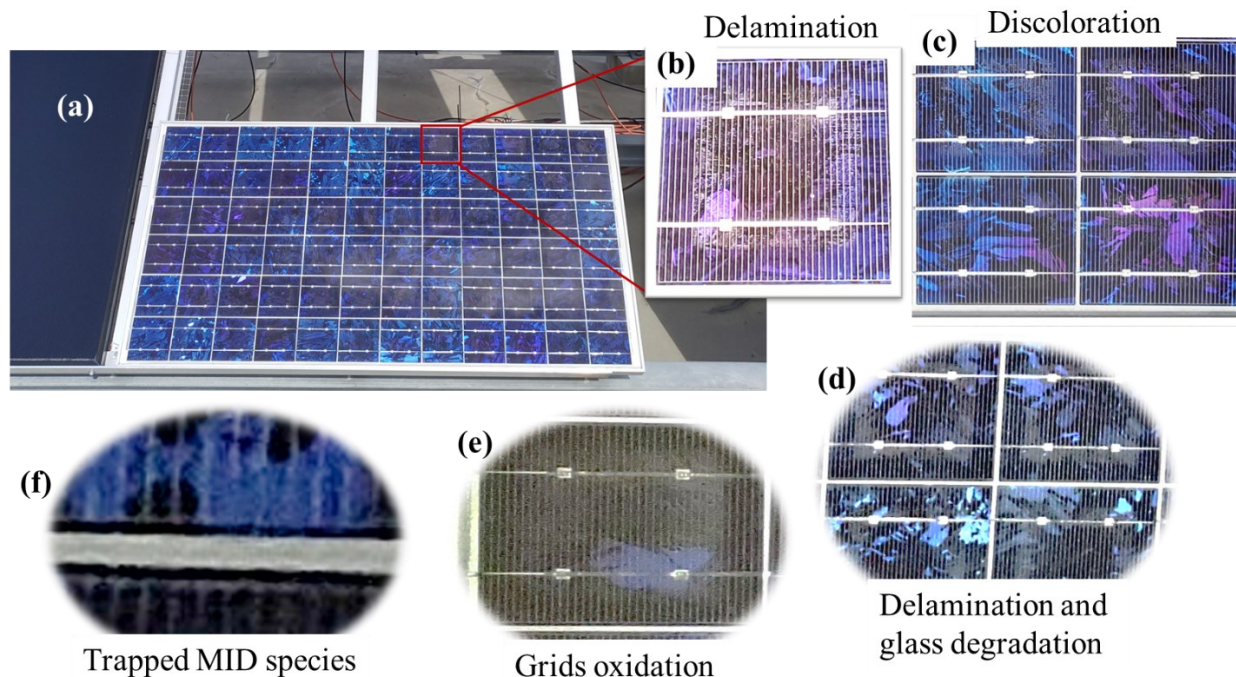 Delamination
Discoloration
(a)
(b)
(c)
(d)
(e)
(f)
Delamination and
glass degradation
Grids oxidation
Trapped MID species